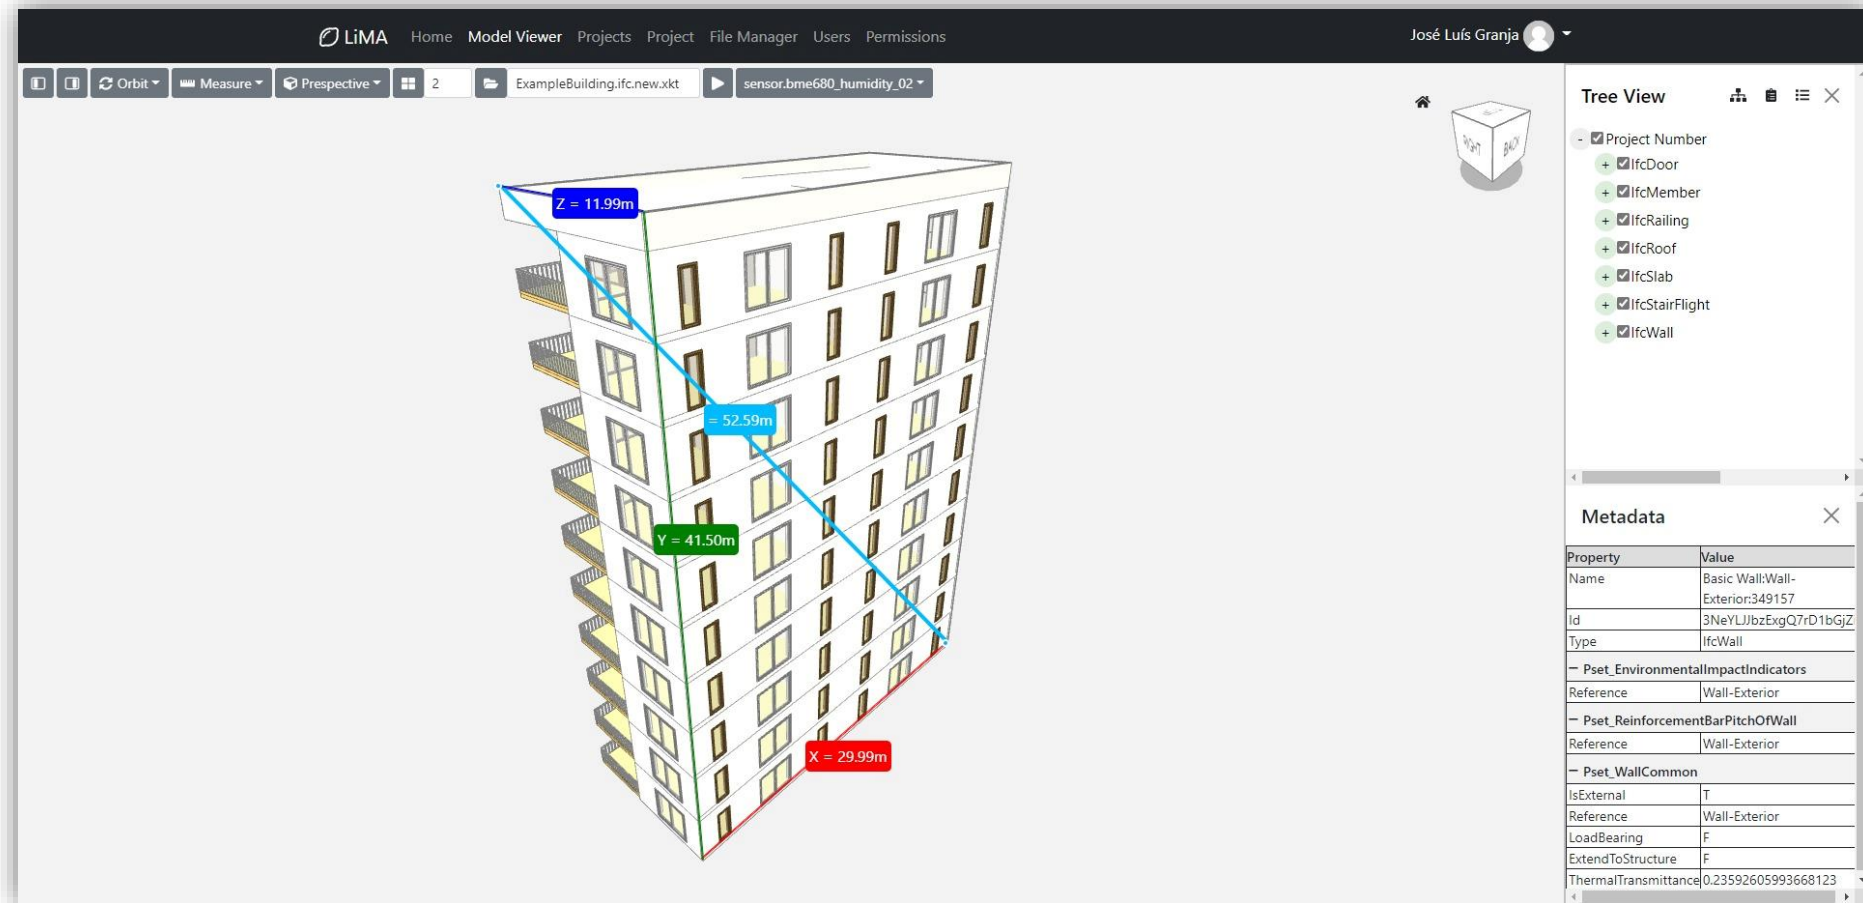 LiMA Home Model Viewer Projects Project File Manager Users Permissions José Luís Granja
Orbit Measure Prespective 2 ExampleBuilding.ifc.new.xkt sensor.bme680_humidity_02
RIGHT BACK
Z = 11.99m
= 52.59m
Y = 41.50m
X = 29.99m
Tree View
- Project Number
+ IfcDoor
+ IfcMember
+ IfcRailing
+ IfcRoof
+ IfcSlab
+ IfcStairFlight
+ IfcWall
Metadata
Property Value
Name Basic Wall:Wall-
Exterior:349157
Id 3NeYLJJbzExgQ7rD1bGjZ
Type IfcWall
− Pset_EnvironmentalImpactIndicators
Reference Wall-Exterior
− Pset_ReinforcementBarPitchOfWall
Reference Wall-Exterior
− Pset_WallCommon
IsExternal T
Reference Wall-Exterior
LoadBearing F
ExtendToStructure F
ThermalTransmittance 0.23592605993668123